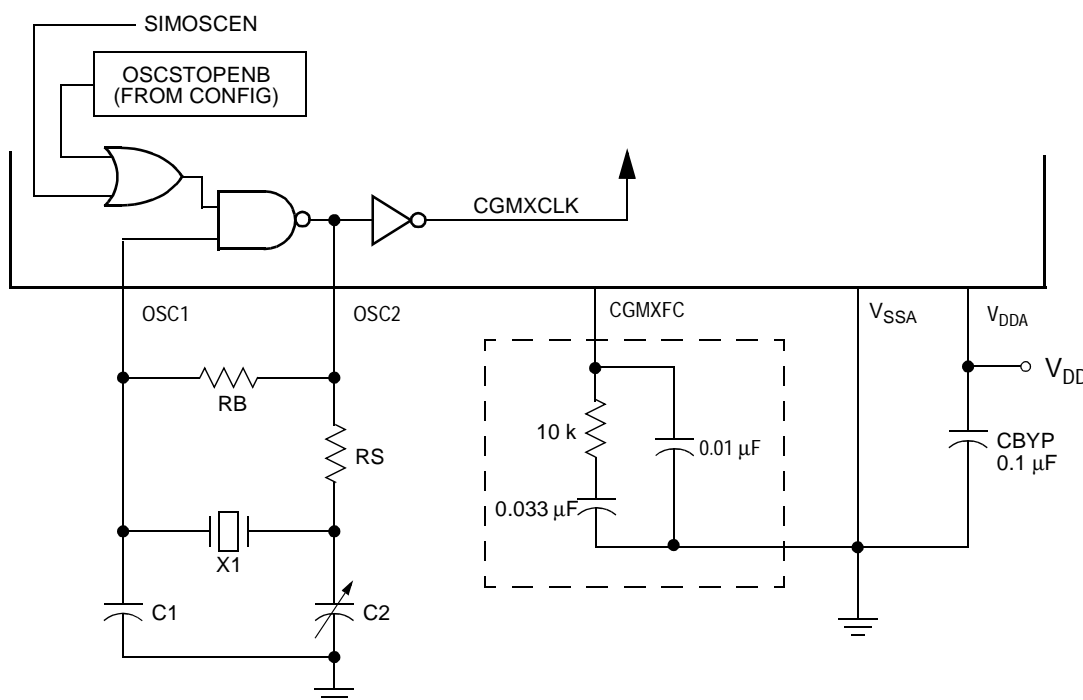 SIMOSCEN
OSCSTOPENB
(FROM CONFIG)
CGMXCLK
OSC1
OSC2
CGMXFC
VSSA
VDDA
RB
VDD
10 k
0.01 µF
CBYP
0.1 µF
RS
0.033 µF
X1
C1
C2